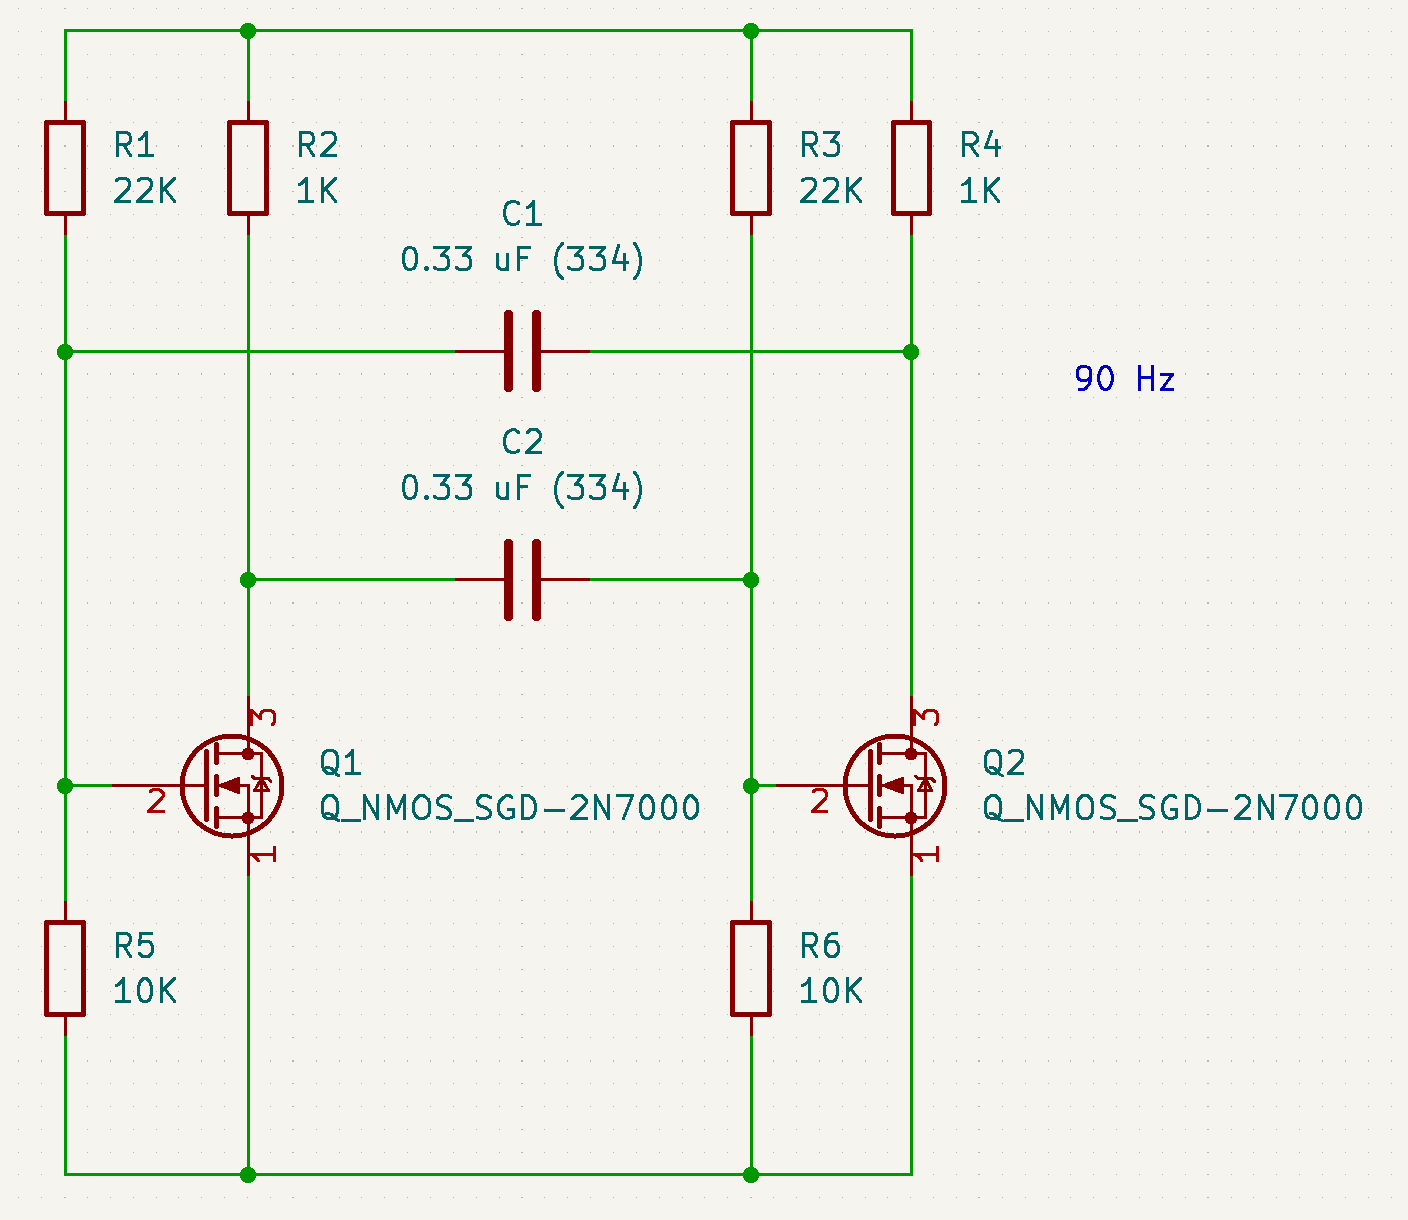 R1
22K
R2
1K
R3
22K
R4
1K
C1
0.33 uF (334)
90 Hz
C2
0.33 uF (334)
3
3
Q1
Q_NMOS_SGD-2N7000
2
1
Q2
Q_NMOS_SGD-2N7000
2
1
R5
10K
R6
10K